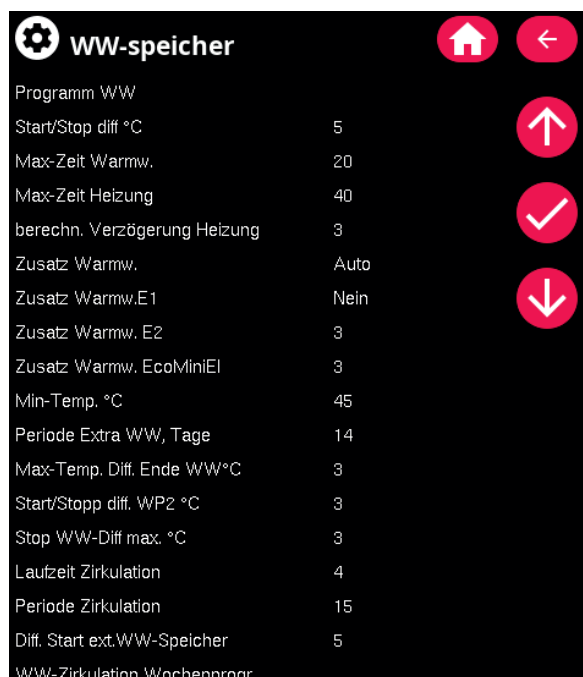 WW-speicher
Programm WW
Start/Stop diff °C 5
Max-Zeit Warmw. 20
Max-Zeit Heizung 40
berechn. Verzögerung Heizung 3
Zusatz Warmw. Auto
Zusatz Warmw.E1 Nein
Zusatz Warmw. E2 3
Zusatz Warmw. EcoMiniEl 3
Min-Temp. °C 45
Periode Extra WW, Tage 14
Max-Temp. Diff. Ende WW°C 3
Start/Stopp diff. WP2 °C 3
Stop WW-Diff max. °C 3
Laufzeit Zirkulation 4
Periode Zirkulation 15
Diff. Start ext.WW-Speicher 5
WW-Zirkulation Wochenprogr.